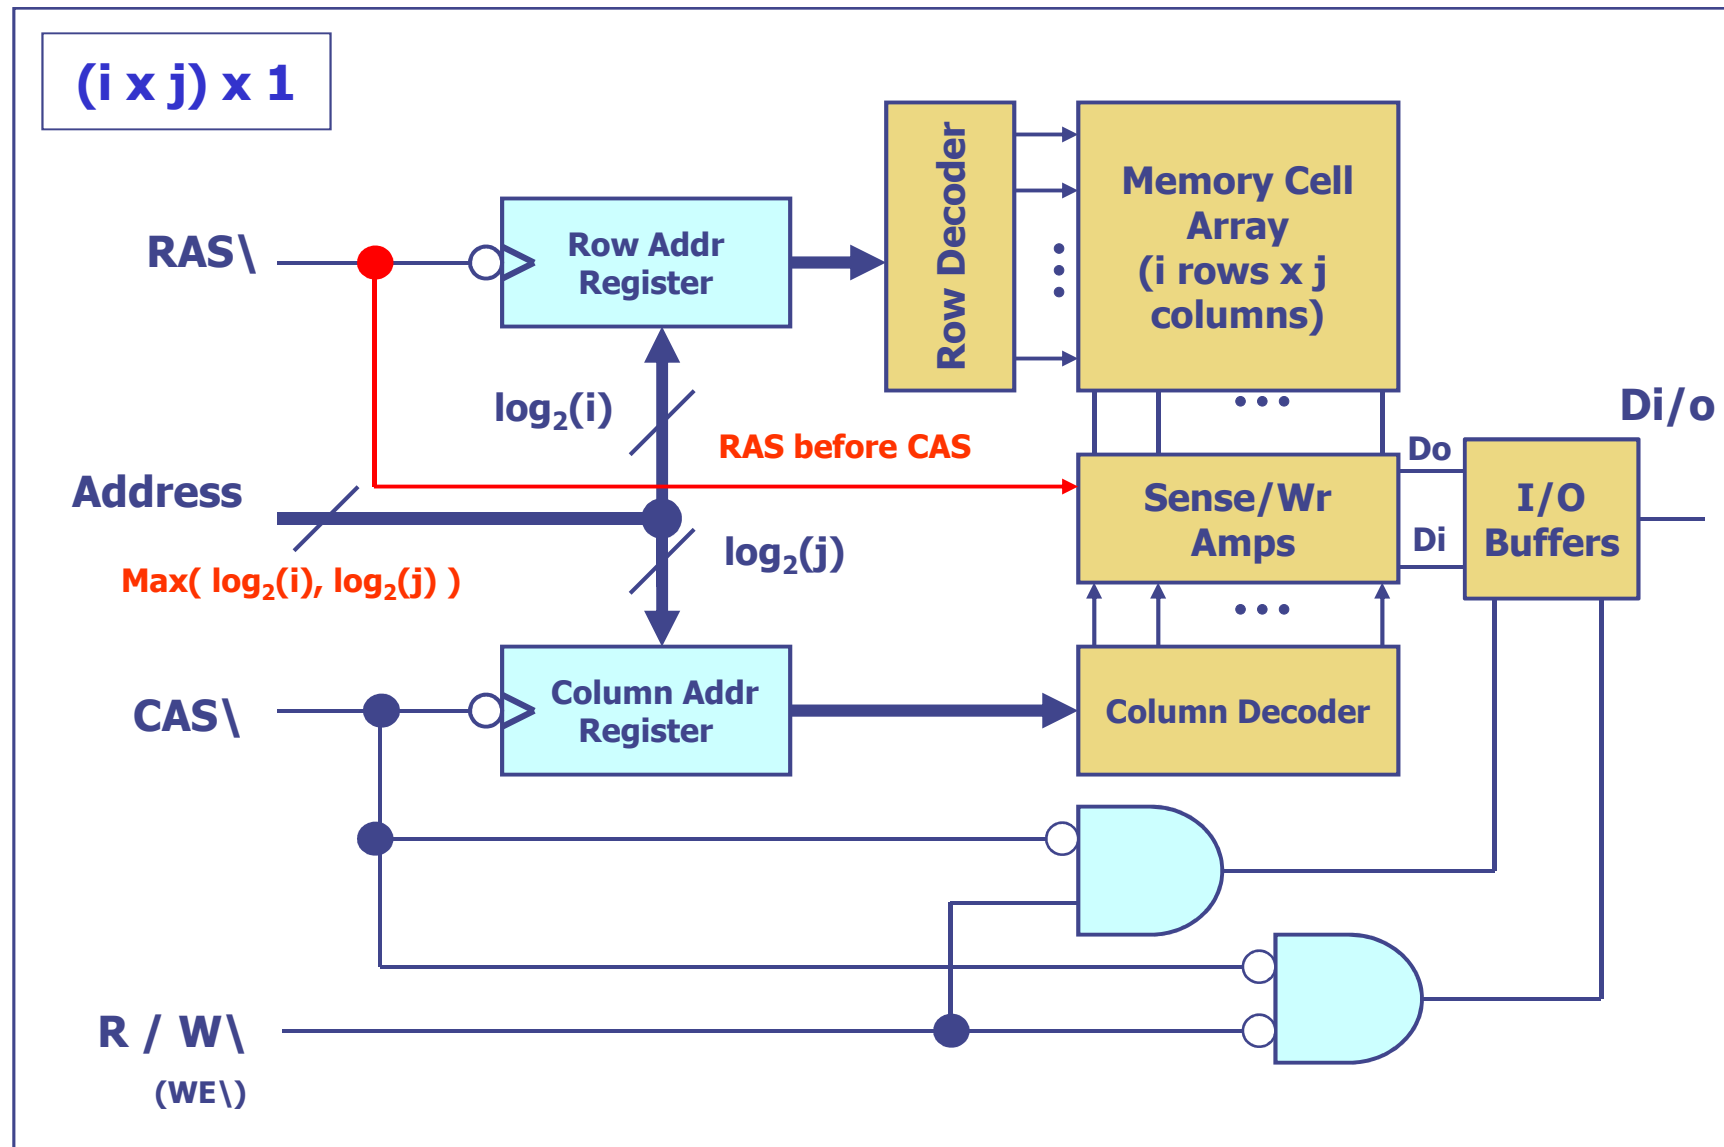 (i x j) x 1
RAS\
Row Addr
Register
Row Decoder
Memory Cell
Array
(i rows x j
columns)
log₂(i)
RAS before CAS
Address
Max( log₂(i), log₂(j) )
log₂(j)
Sense/Wr
Amps
Do
Di
I/O
Buffers
Di/o
CAS\
Column Addr
Register
Column Decoder
R / W\
(WE\)